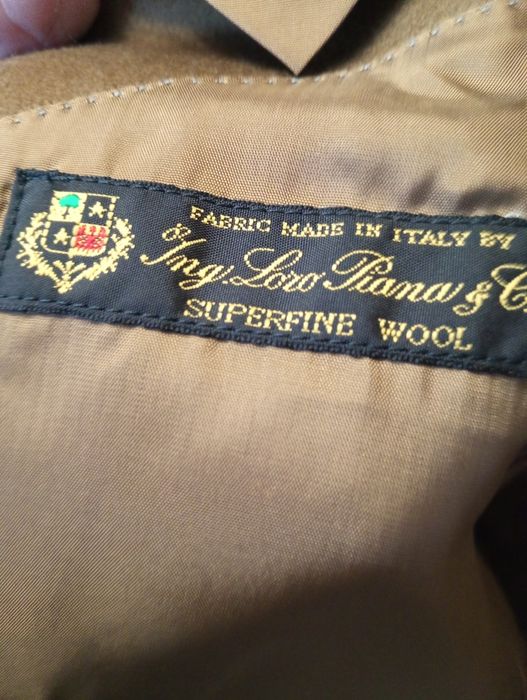 FABRIC MADE IN ITALY BY
Ing. Loro Piana & C
SUPERFINE WOOL